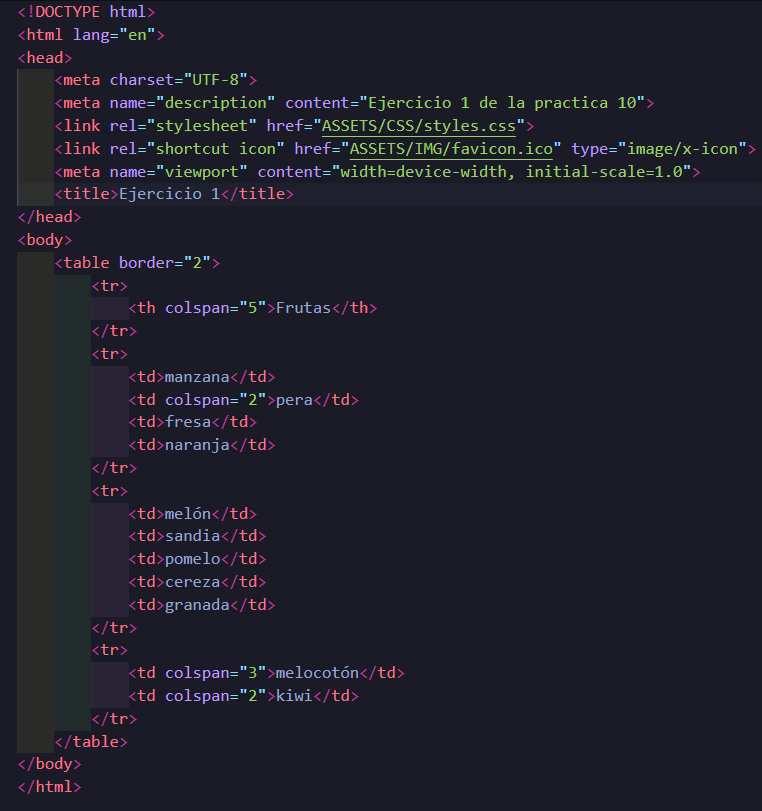 <!DOCTYPE html>
<html lang="en">
<head>
    <meta charset="UTF-8">
    <meta name="description" content="Ejercicio 1 de la practica 10">
    <link rel="stylesheet" href="ASSETS/CSS/styles.css">
    <link rel="shortcut icon" href="ASSETS/IMG/favicon.ico" type="image/x-icon">
    <meta name="viewport" content="width=device-width, initial-scale=1.0">
    <title>Ejercicio 1</title>
</head>
<body>
    <table border="2">
        <tr>
            <th colspan="5">Frutas</th>
        </tr>
        <tr>
            <td>manzana</td>
            <td colspan="2">pera</td>
            <td>fresa</td>
            <td>naranja</td>
        </tr>
        <tr>
            <td>melón</td>
            <td>sandia</td>
            <td>pomelo</td>
            <td>cereza</td>
            <td>granada</td>
        </tr>
        <tr>
            <td colspan="3">melocotón</td>
            <td colspan="2">kiwi</td>
        </tr>
    </table>
</body>
</html>